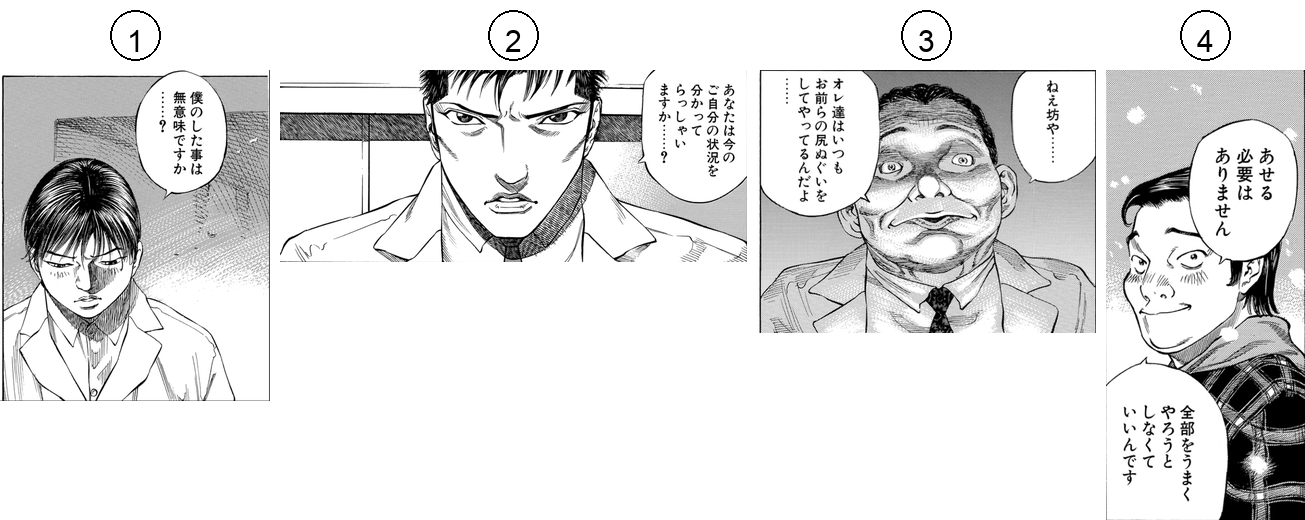 1
僕のした事は
無意味ですか
……?
2
あなたは今の
ご自分の状況を
分かって
らっしゃい
ますか……?
3
ねえ坊や……
オレ達はいつも
お前らの尻ぬぐいを
してやってるんだよ
……
4
あせる
必要は
ありません
全部をうまく
やろうと
しなくて
いいんです